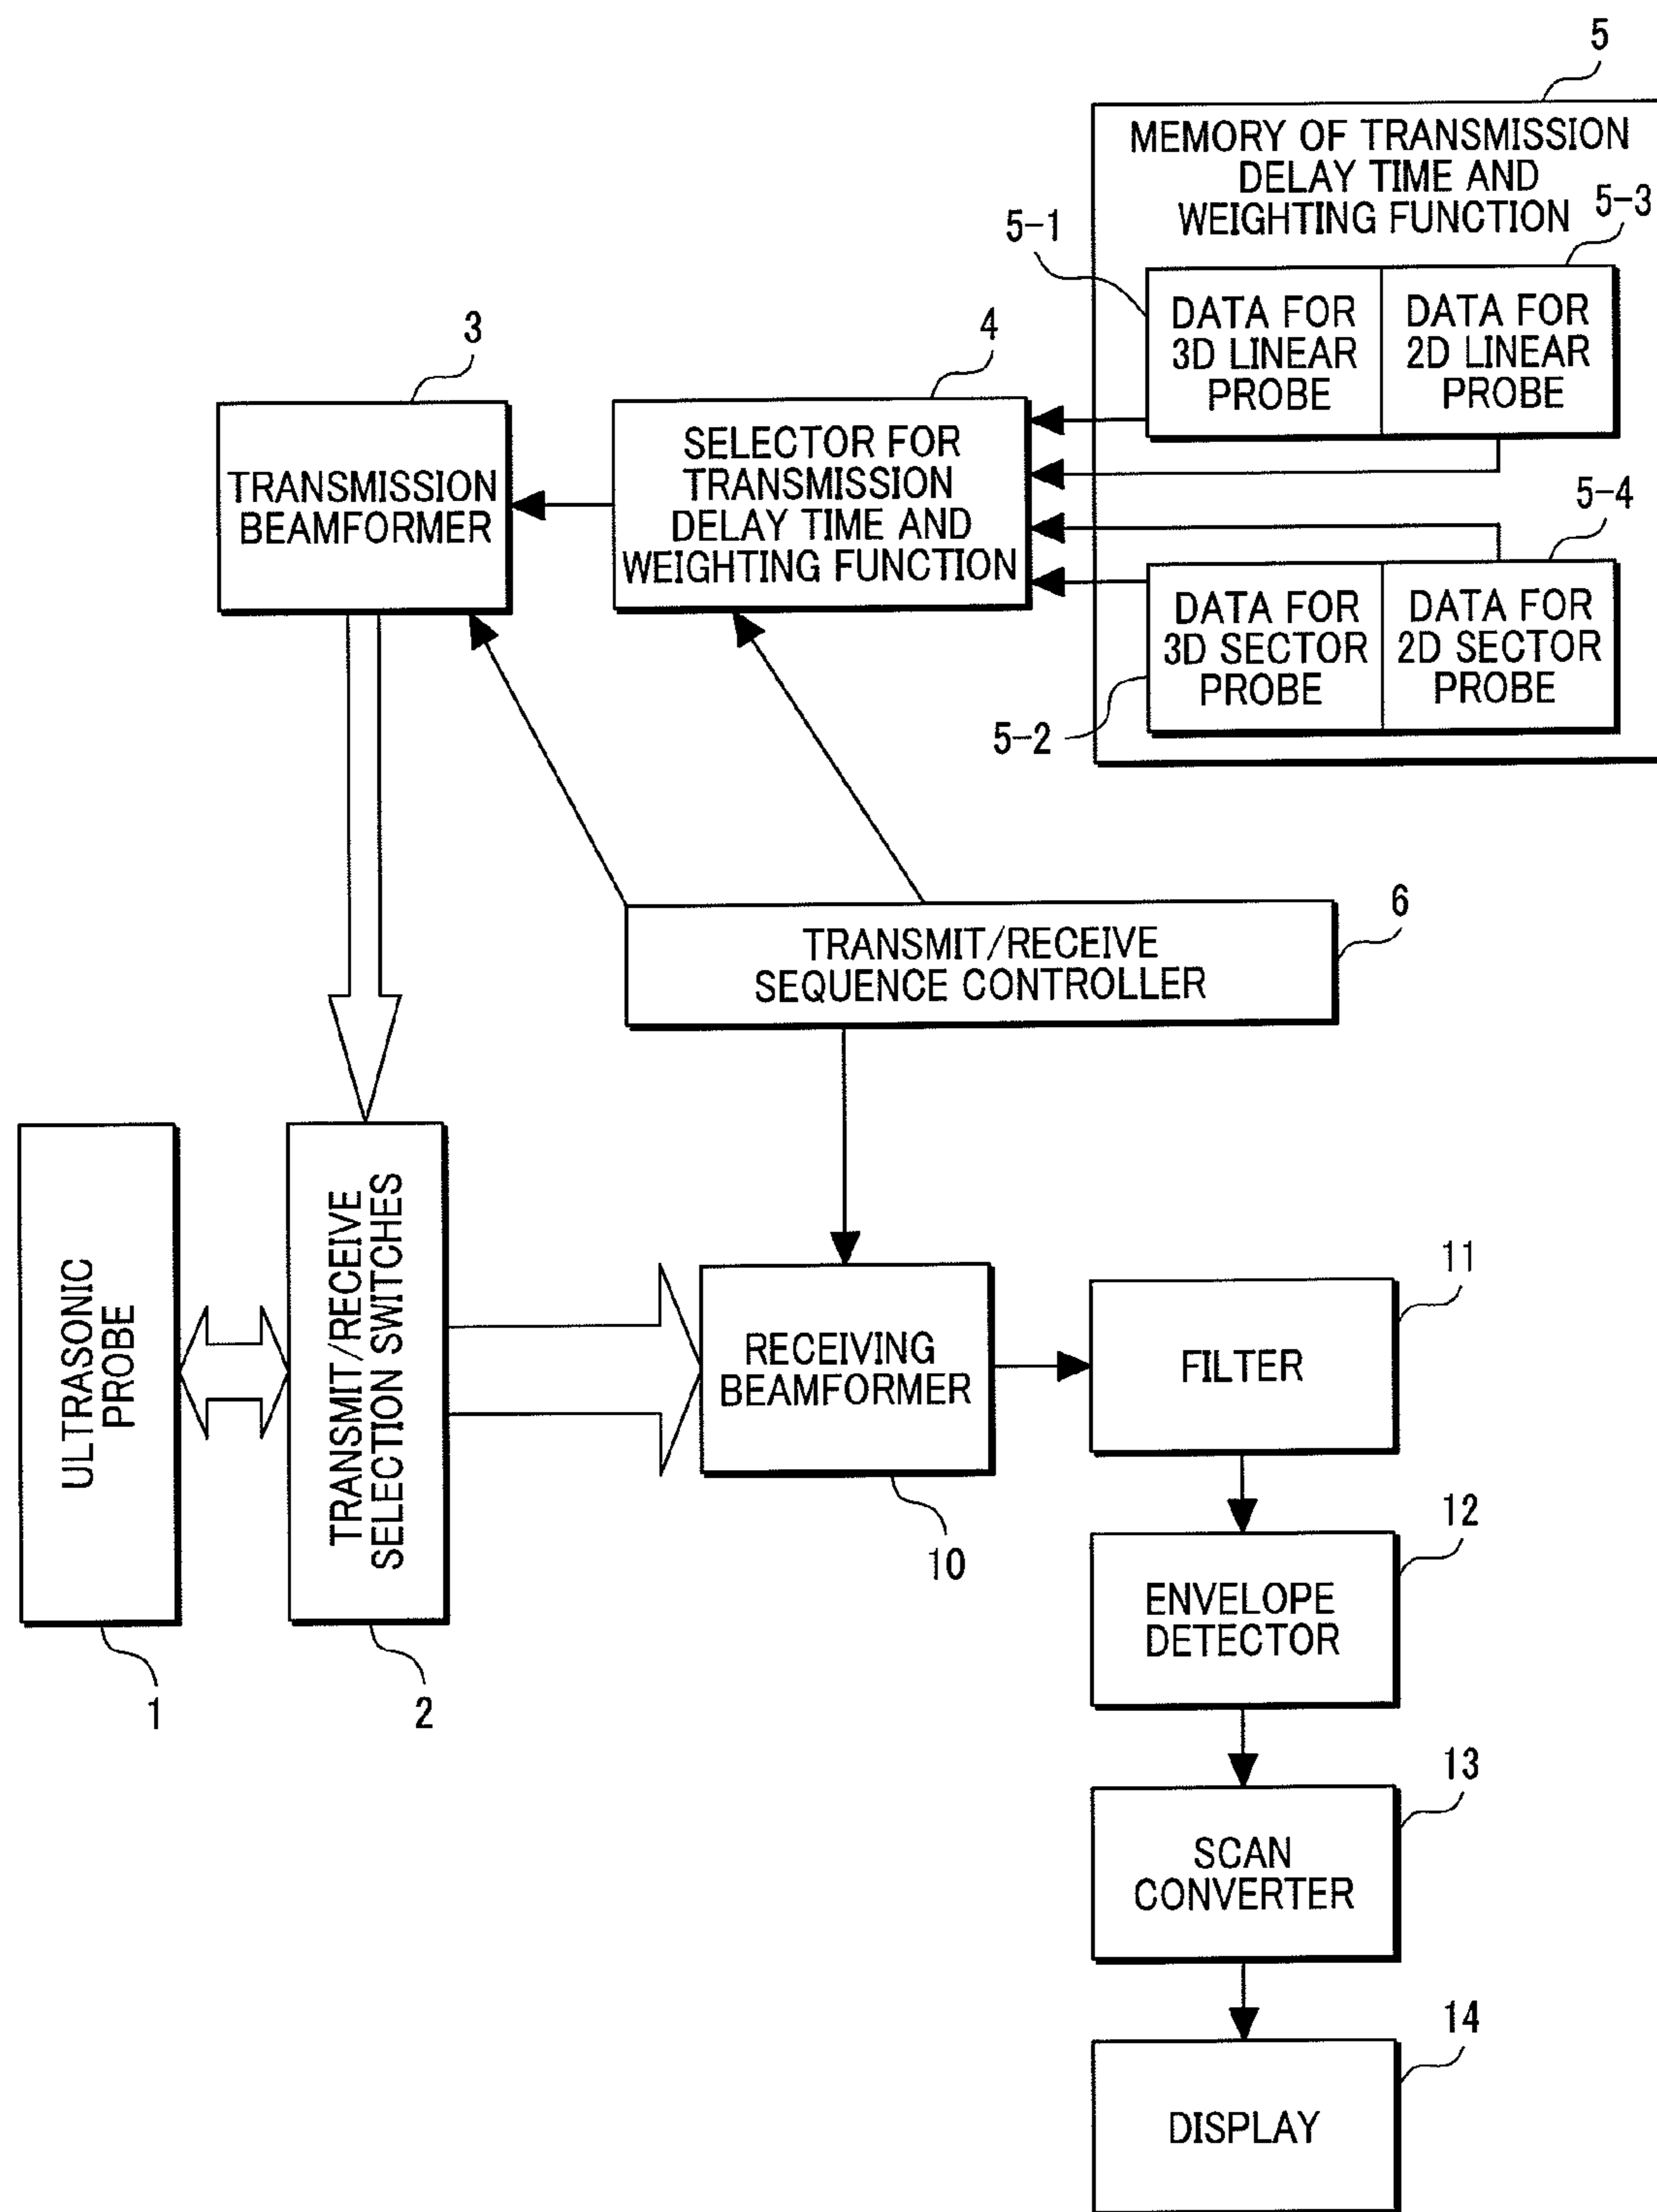 5
MEMORY OF TRANSMISSION
DELAY TIME AND
WEIGHTING FUNCTION
5-1
5-3
DATA FOR
3D LINEAR
PROBE
DATA FOR
2D LINEAR
PROBE
3
4
TRANSMISSION
BEAMFORMER
SELECTOR FOR
TRANSMISSION
DELAY TIME AND
WEIGHTING FUNCTION
5-4
DATA FOR
3D SECTOR
PROBE
DATA FOR
2D SECTOR
PROBE
5-2
6
TRANSMIT/RECEIVE
SEQUENCE CONTROLLER
ULTRASONIC
PROBE
1
TRANSMIT/RECEIVE
SELECTION SWITCHES
2
RECEIVING
BEAMFORMER
10
11
FILTER
12
ENVELOPE
DETECTOR
13
SCAN
CONVERTER
14
DISPLAY